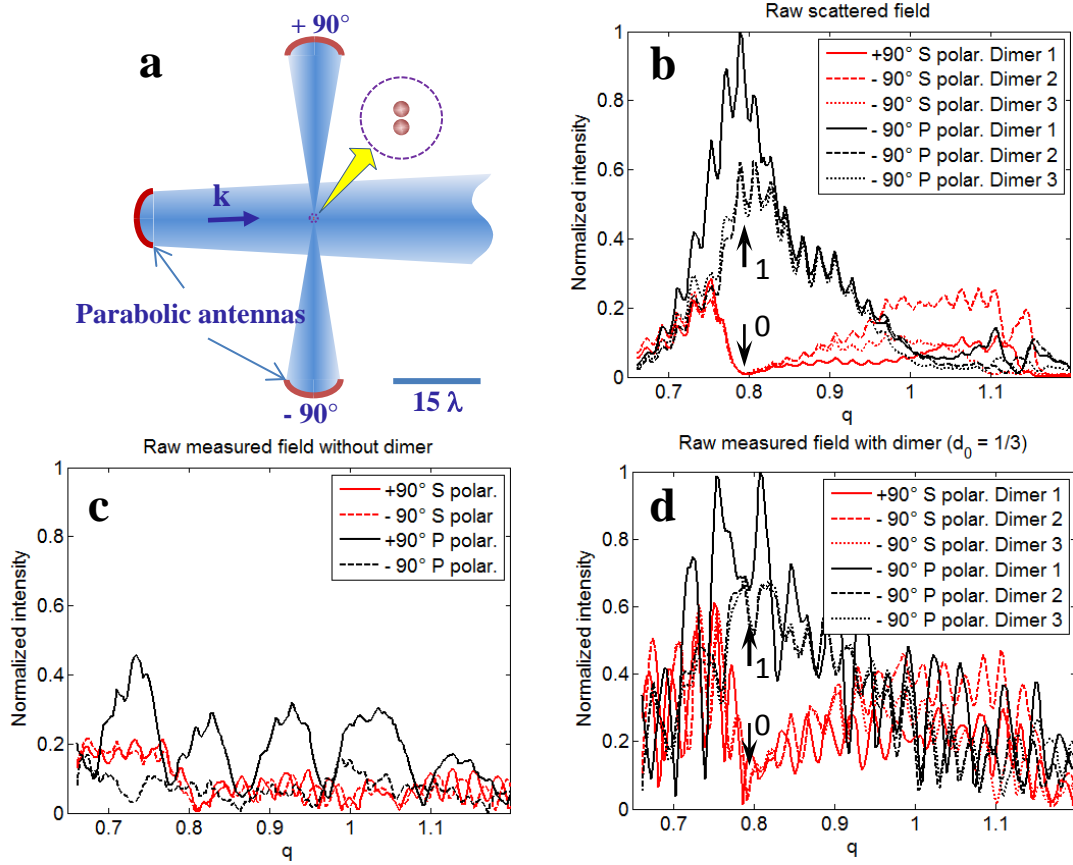 a
+ 90°
k
Parabolic antennas
- 90°
15 λ
Raw scattered field
b
+90° S polar. Dimer 1
- 90° S polar. Dimer 2
- 90° S polar. Dimer 3
- 90° P polar. Dimer 1
- 90° P polar. Dimer 2
- 90° P polar. Dimer 3
1
0
Normalized intensity
1
0.8
0.6
0.4
0.2
0
0.7 0.8 0.9 1 1.1
q
Raw measured field without dimer
c
+90° S polar.
- 90° S polar
+90° P polar.
- 90° P polar.
Normalized intensity
1
0.8
0.6
0.4
0.2
0
0.7 0.8 0.9 1 1.1
q
Raw measured field with dimer (d0 = 1/3)
d
+90° S polar. Dimer 1
- 90° S polar. Dimer 2
- 90° S polar. Dimer 3
- 90° P polar. Dimer 1
- 90° P polar. Dimer 2
- 90° P polar. Dimer 3
1
0
Normalized intensity
1
0.8
0.6
0.4
0.2
0
0.7 0.8 0.9 1 1.1
q